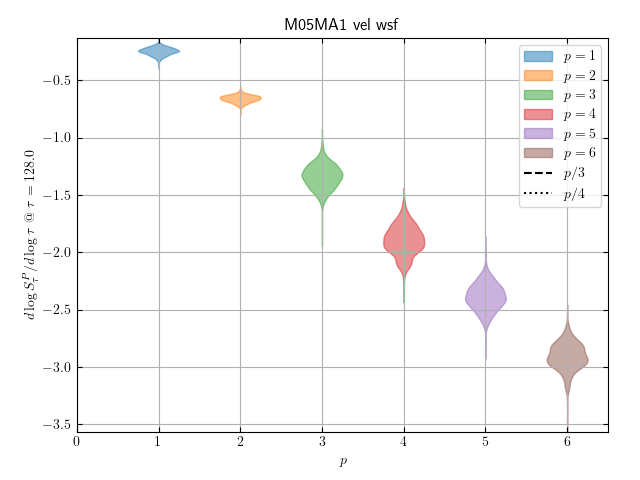 M05MA1 vel wsf
d log S_τ^P / d log τ @ τ = 128.0
−0.5
−1.0
−1.5
−2.0
−2.5
−3.0
−3.5
0 1 2 3 4 5 6
p
p = 1
p = 2
p = 3
p = 4
p = 5
p = 6
p/3
p/4